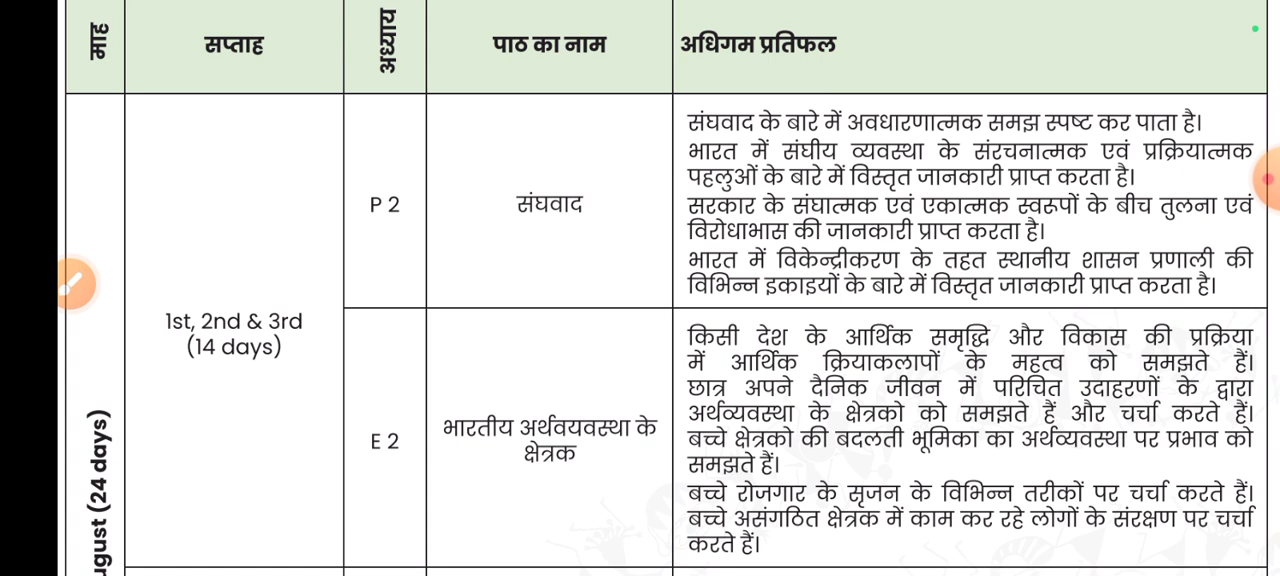 माह
सप्ताह
अध्याय
पाठ का नाम
अधिगम प्रतिफल
ugust (24 days)
1st, 2nd & 3rd
(14 days)
P 2
संघवाद
संघवाद के बारे में अवधारणात्मक समझ स्पष्ट कर पाता है।
भारत में संघीय व्यवस्था के संरचनात्मक एवं प्रक्रियात्मक
पहलुओं के बारे में विस्तृत जानकारी प्राप्त करता है।
सरकार के संघात्मक एवं एकात्मक स्वरूपों के बीच तुलना एवं
विरोधाभास की जानकारी प्राप्त करता है।
भारत में विकेन्द्रीकरण के तहत स्थानीय शासन प्रणाली की
विभिन्न इकाइयों के बारे में विस्तृत जानकारी प्राप्त करता है।
E 2
भारतीय अर्थवयवस्था के
क्षेत्रक
किसी देश के आर्थिक समृद्धि और विकास की प्रक्रिया
में आर्थिक क्रियाकलापों के महत्व को समझते हैं।
छात्र अपने दैनिक जीवन में परिचित उदाहरणों के द्वारा
अर्थव्यवस्था के क्षेत्रको को समझते हैं और चर्चा करते हैं।
बच्चे क्षेत्रको की बदलती भूमिका का अर्थव्यवस्था पर प्रभाव को
समझते हैं।
बच्चे रोजगार के सृजन के विभिन्न तरीकों पर चर्चा करते हैं।
बच्चे असंगठित क्षेत्रक में काम कर रहे लोगों के संरक्षण पर चर्चा
करते हैं।